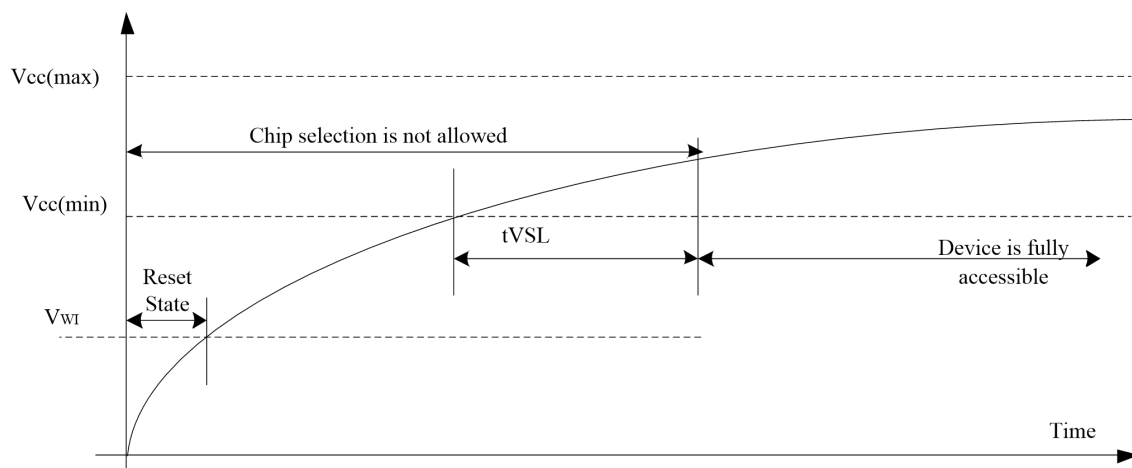 Vcc(max)
Chip selection is not allowed
Vcc(min)
tVSL
Device is fully
accessible
Reset
State
VWI
Time